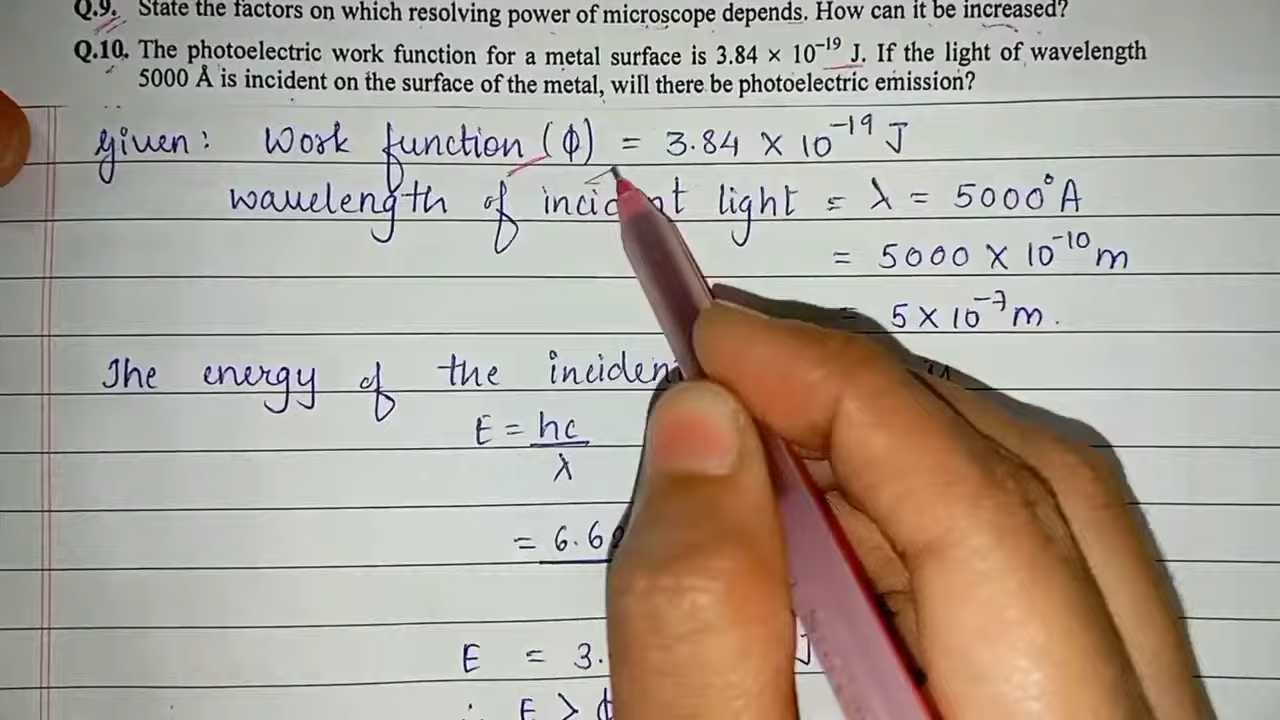 Q.9. State the factors on which resolving power of microscope depends. How can it be increased?
Q.10. The photoelectric work function for a metal surface is 3.84 × 10⁻¹⁹ J. If the light of wavelength
5000 Å is incident on the surface of the metal, will there be photoelectric emission?
Given: Work function (ϕ) = 3.84 × 10⁻¹⁹ J
wavelength of incident light = λ = 5000°A
= 5000 × 10⁻¹⁰ m
= 5 × 10⁻⁷ m.
The energy of the inciden
E = hc
λ
= 6.6
E = 3. J
∴ E > ϕ